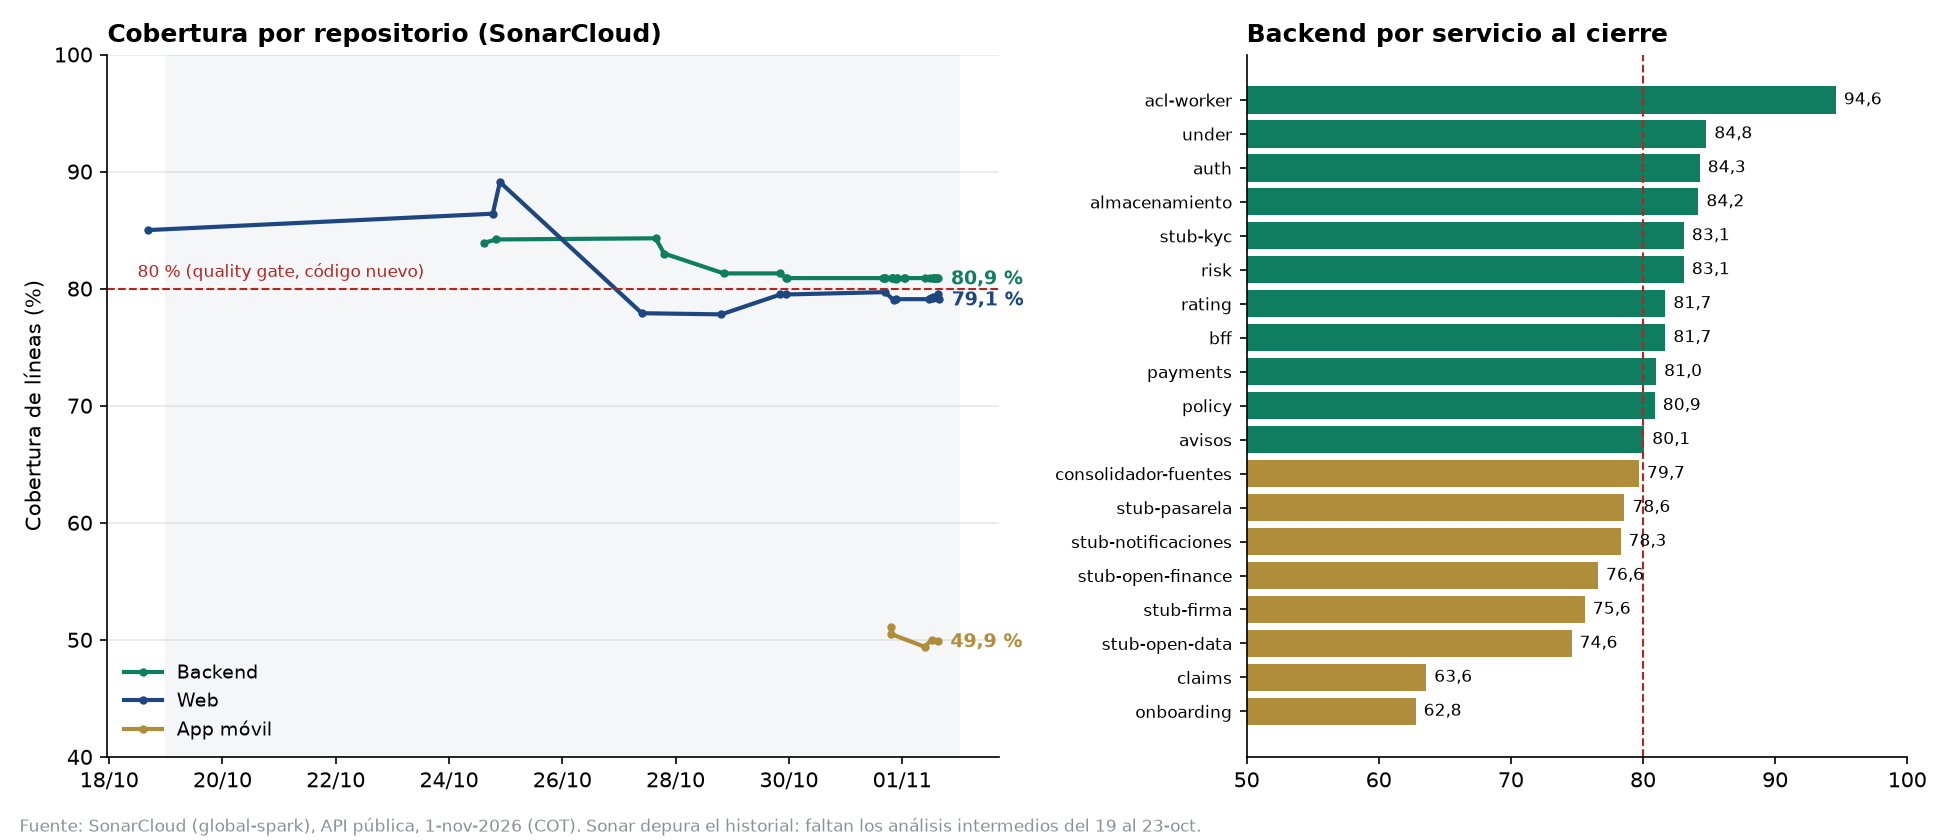 Cobertura por repositorio (SonarCloud)
Cobertura de líneas (%)
100
90
80
70
60
50
40
80 % (quality gate, código nuevo)
80,9 %
79,1 %
49,9 %
Backend
Web
App móvil
18/10 20/10 22/10 24/10 26/10 28/10 30/10 01/11
Backend por servicio al cierre
acl-worker 94,6
under 84,8
auth 84,3
almacenamiento 84,2
stub-kyc 83,1
risk 83,1
rating 81,7
bff 81,7
payments 81,0
policy 80,9
avisos 80,1
consolidador-fuentes 79,7
stub-pasarela 78,6
stub-notificaciones 78,3
stub-open-finance 76,6
stub-firma 75,6
stub-open-data 74,6
claims 63,6
onboarding 62,8
50 60 70 80 90 100
Fuente: SonarCloud (global-spark), API pública, 1-nov-2026 (COT). Sonar depura el historial: faltan los análisis intermedios del 19 al 23-oct.